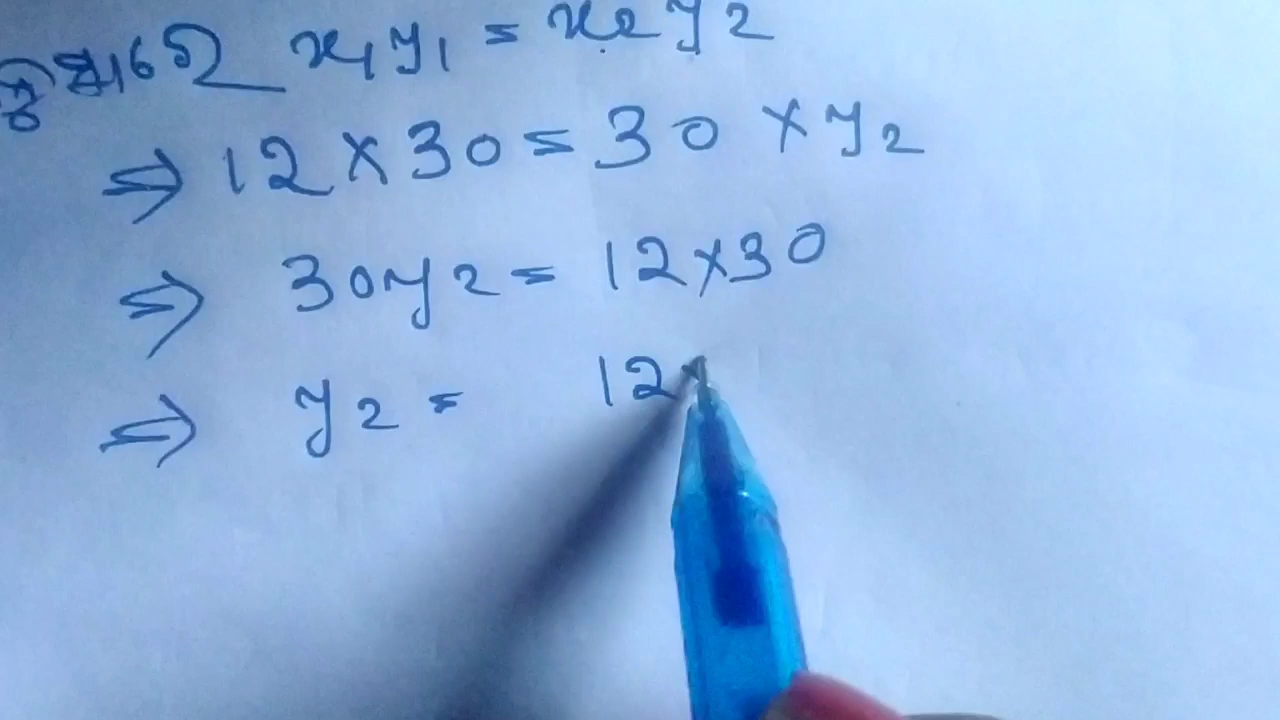 x₁y₁ = x₂y₂
⇒ 12 × 30 = 30 × y₂
⇒ 30y₂ = 12 × 30
⇒ y₂ = 12